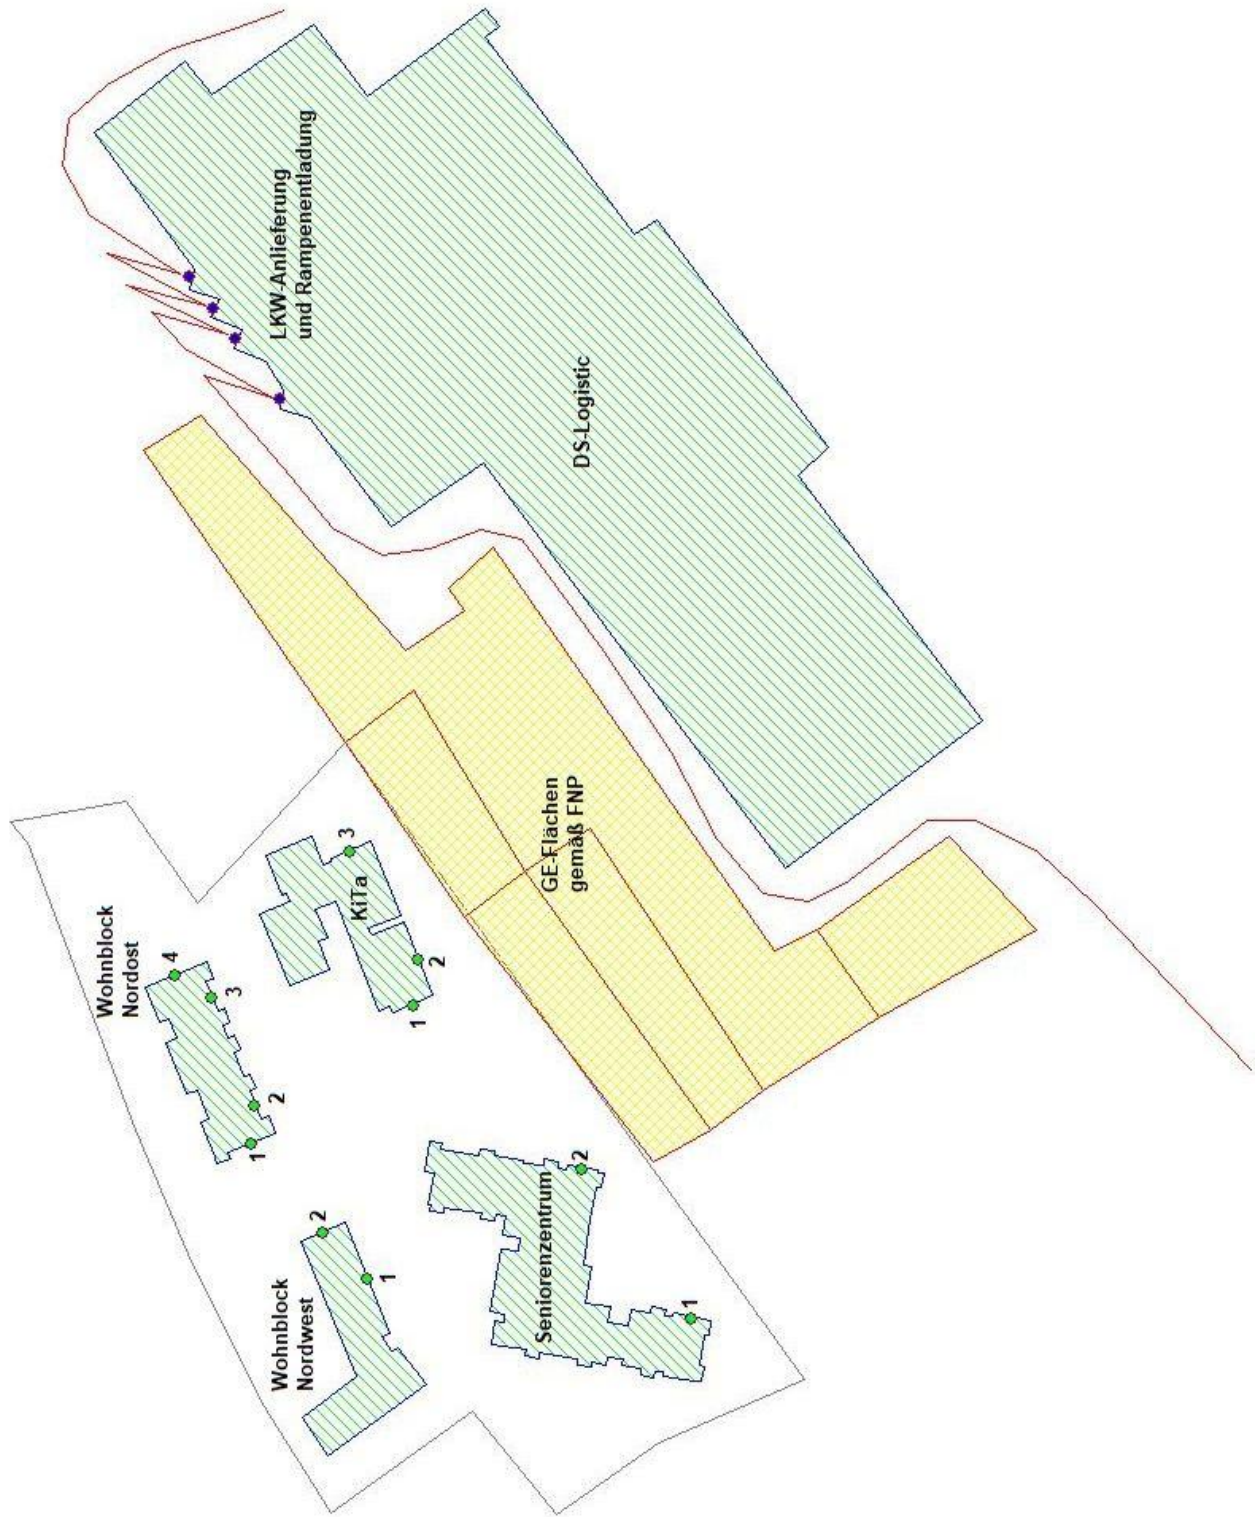 Wohnblock
Nordwest
1
2
Wohnblock
Nordost
1
2
3
4
KiTa
1
2
3
Seniorenzentrum
1
2
GE-Flächen
gemäß FNP
LKW-Anlieferung
und Rampenentladung
DS-Logistic